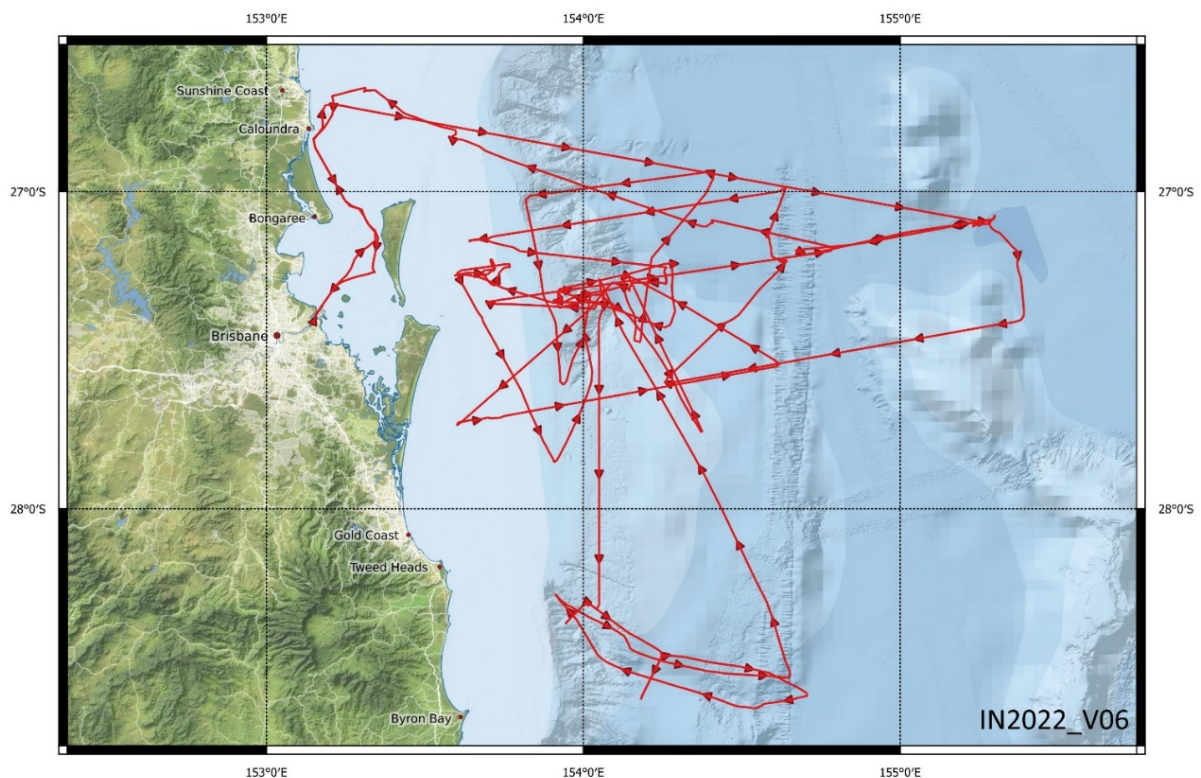 153°0'E 154°0'E 155°0'E
Sunshine Coast
Caloundra
27°0'S 27°0'S
Bongaree
Brisbane
28°0'S 28°0'S
Gold Coast
Tweed Heads
Byron Bay
IN2022_V06
153°0'E 154°0'E 155°0'E